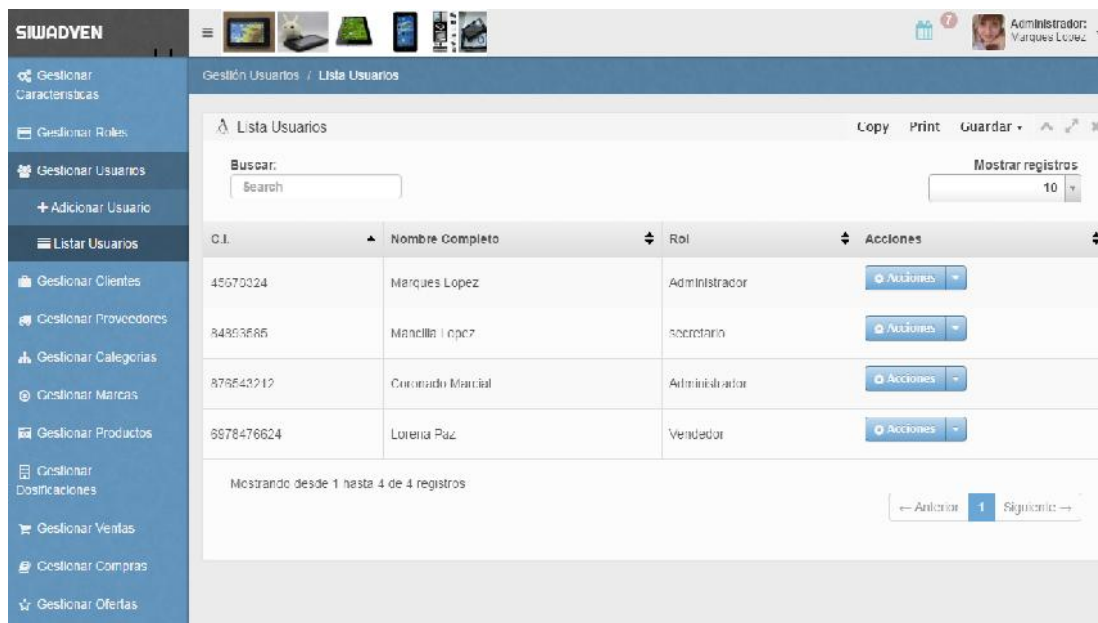 SIWADVEN
7
Administrador:
Marques Lopez
Gestionar
Caracteristicas
Gestionar Roles
Gestionar Usuarios
Adicionar Usuario
Listar Usuarios
Gestionar Clientes
Gestionar Proveedores
Gestionar Categorias
Gestionar Marcas
Gestionar Productos
Gestionar
Dosificaciones
Gestionar Ventas
Gestionar Compras
Gestionar Ofertas
Gestión Usuarios / Lista Usuarios
Lista Usuarios
Copy Print Guardar
Buscar:
Search
Mostrar registros
10
C.I. Nombre Completo Rol Acciones
45678324 Marques Lopez Administrador Acciones
84893585 Mancilla Lopez secretario Acciones
876543212 Coronado Marcial Administrador Acciones
6978476624 Lorena Paz Vendedor Acciones
Mostrando desde 1 hasta 4 de 4 registros
← Anterior 1 Siguiente →